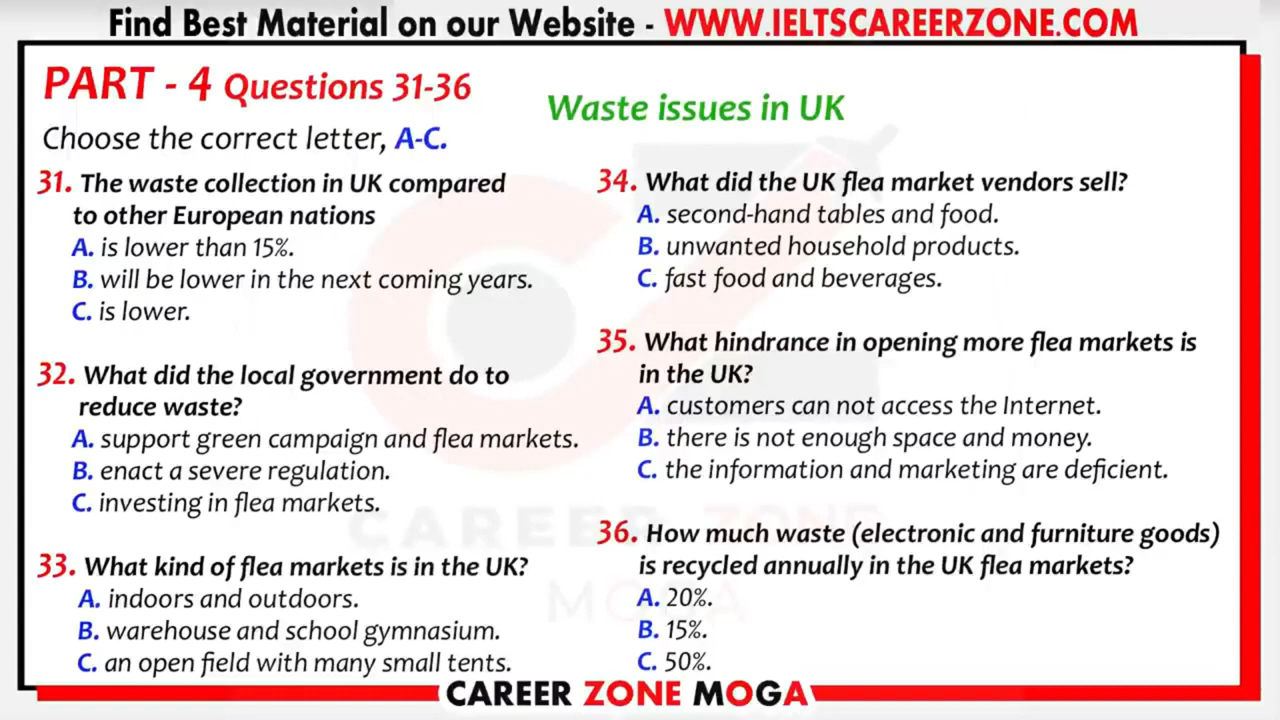 Find Best Material on our Website - WWW.IELTSCAREERZONE.COM
PART - 4 Questions 31-36
Waste issues in UK
Choose the correct letter, A-C.
31. The waste collection in UK compared
to other European nations
A. is lower than 15%.
B. will be lower in the next coming years.
C. is lower.
32. What did the local government do to
reduce waste?
A. support green campaign and flea markets.
B. enact a severe regulation.
C. investing in flea markets.
33. What kind of flea markets is in the UK?
A. indoors and outdoors.
B. warehouse and school gymnasium.
C. an open field with many small tents.
34. What did the UK flea market vendors sell?
A. second-hand tables and food.
B. unwanted household products.
C. fast food and beverages.
35. What hindrance in opening more flea markets is
in the UK?
A. customers can not access the Internet.
B. there is not enough space and money.
C. the information and marketing are deficient.
36. How much waste (electronic and furniture goods)
is recycled annually in the UK flea markets?
A. 20%.
B. 15%.
C. 50%.
CAREER ZONE
MOGA
CAREER ZONE MOGA